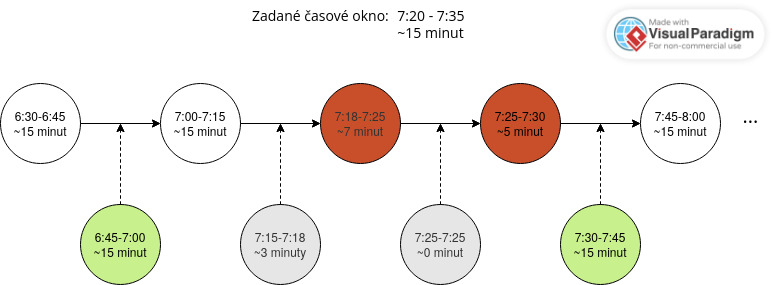 Zadané časové okno: 7:20 - 7:35
~15 minut
Made with
Visual Paradigm
For non-commercial use
6:30-6:45
~15 minut
7:00-7:15
~15 minut
7:18-7:25
~7 minut
7:25-7:30
~5 minut
7:45-8:00
~15 minut
...
6:45-7:00
~15 minut
7:15-7:18
~3 minuty
7:25-7:25
~0 minut
7:30-7:45
~15 minut